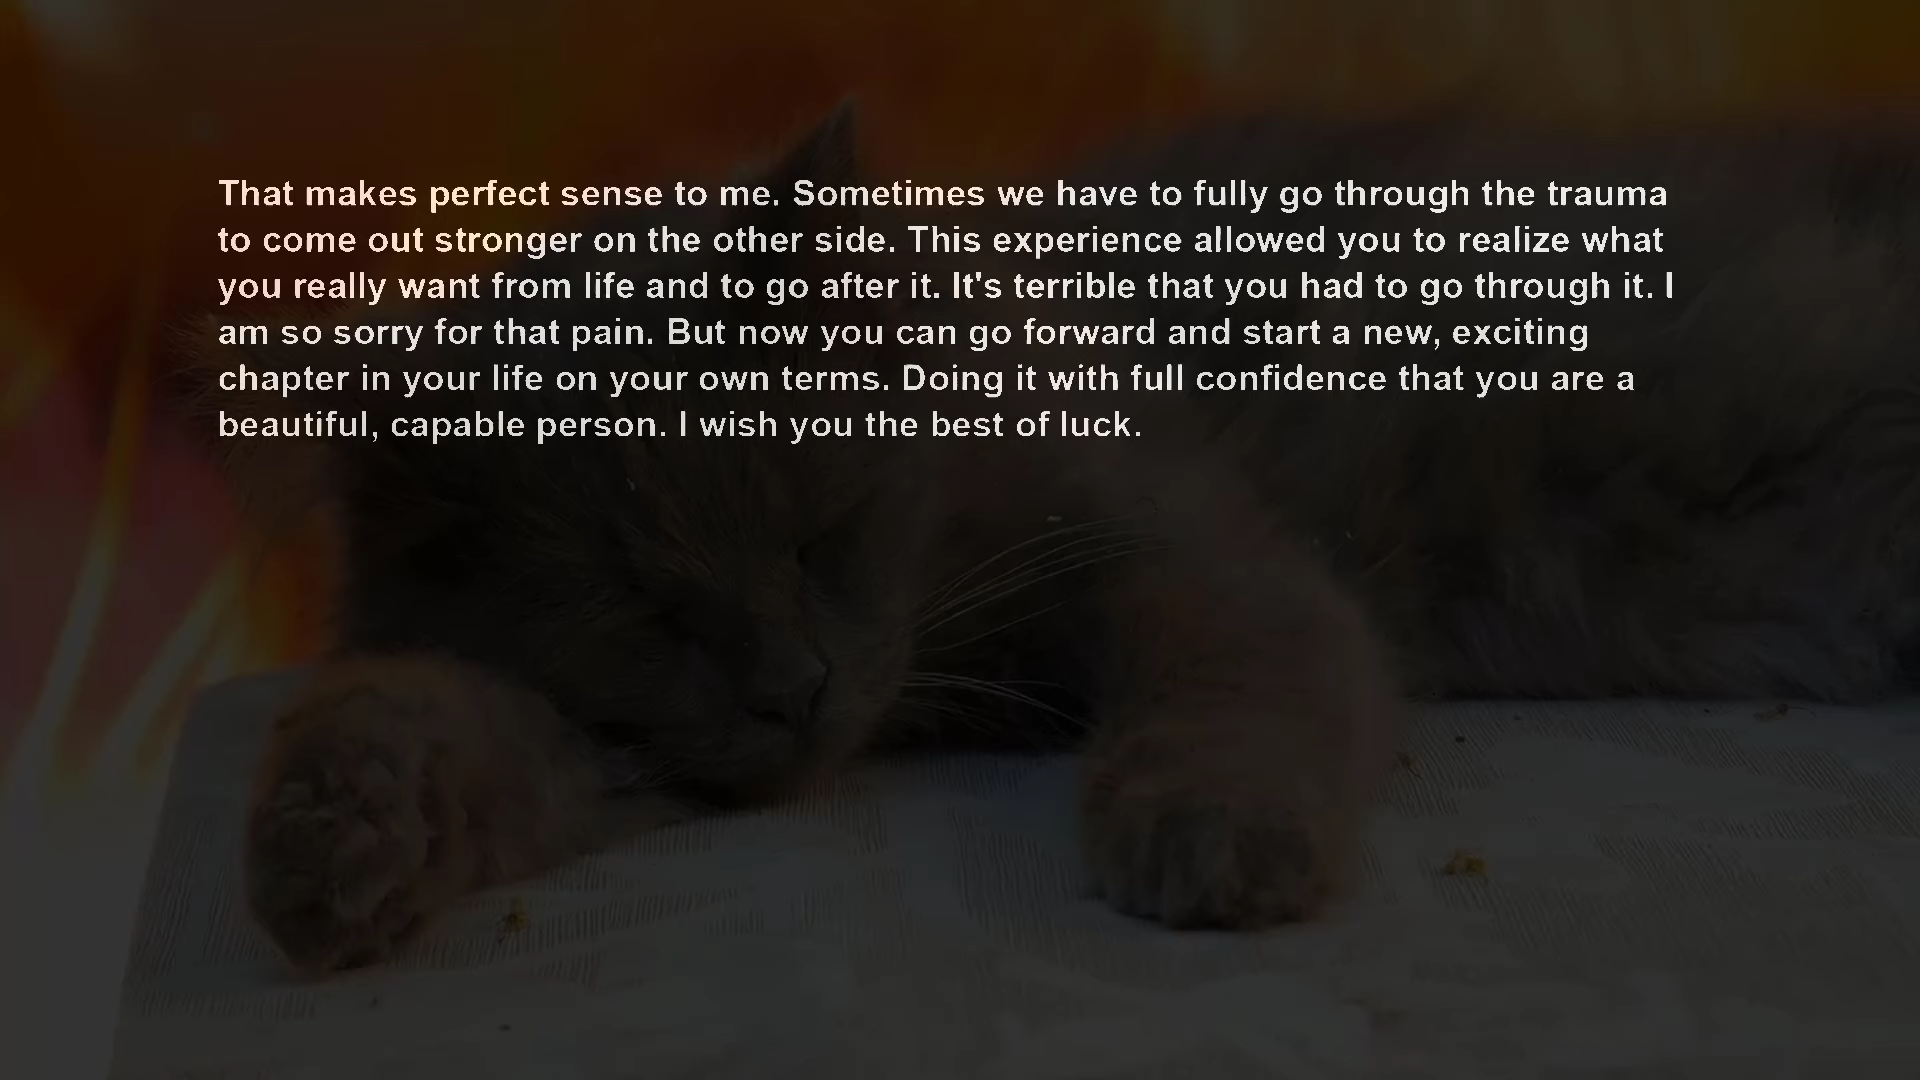 That makes perfect sense to me. Sometimes we have to fully go through the trauma
to come out stronger on the other side. This experience allowed you to realize what
you really want from life and to go after it. It's terrible that you had to go through it. I
am so sorry for that pain. But now you can go forward and start a new, exciting
chapter in your life on your own terms. Doing it with full confidence that you are a
beautiful, capable person. I wish you the best of luck.